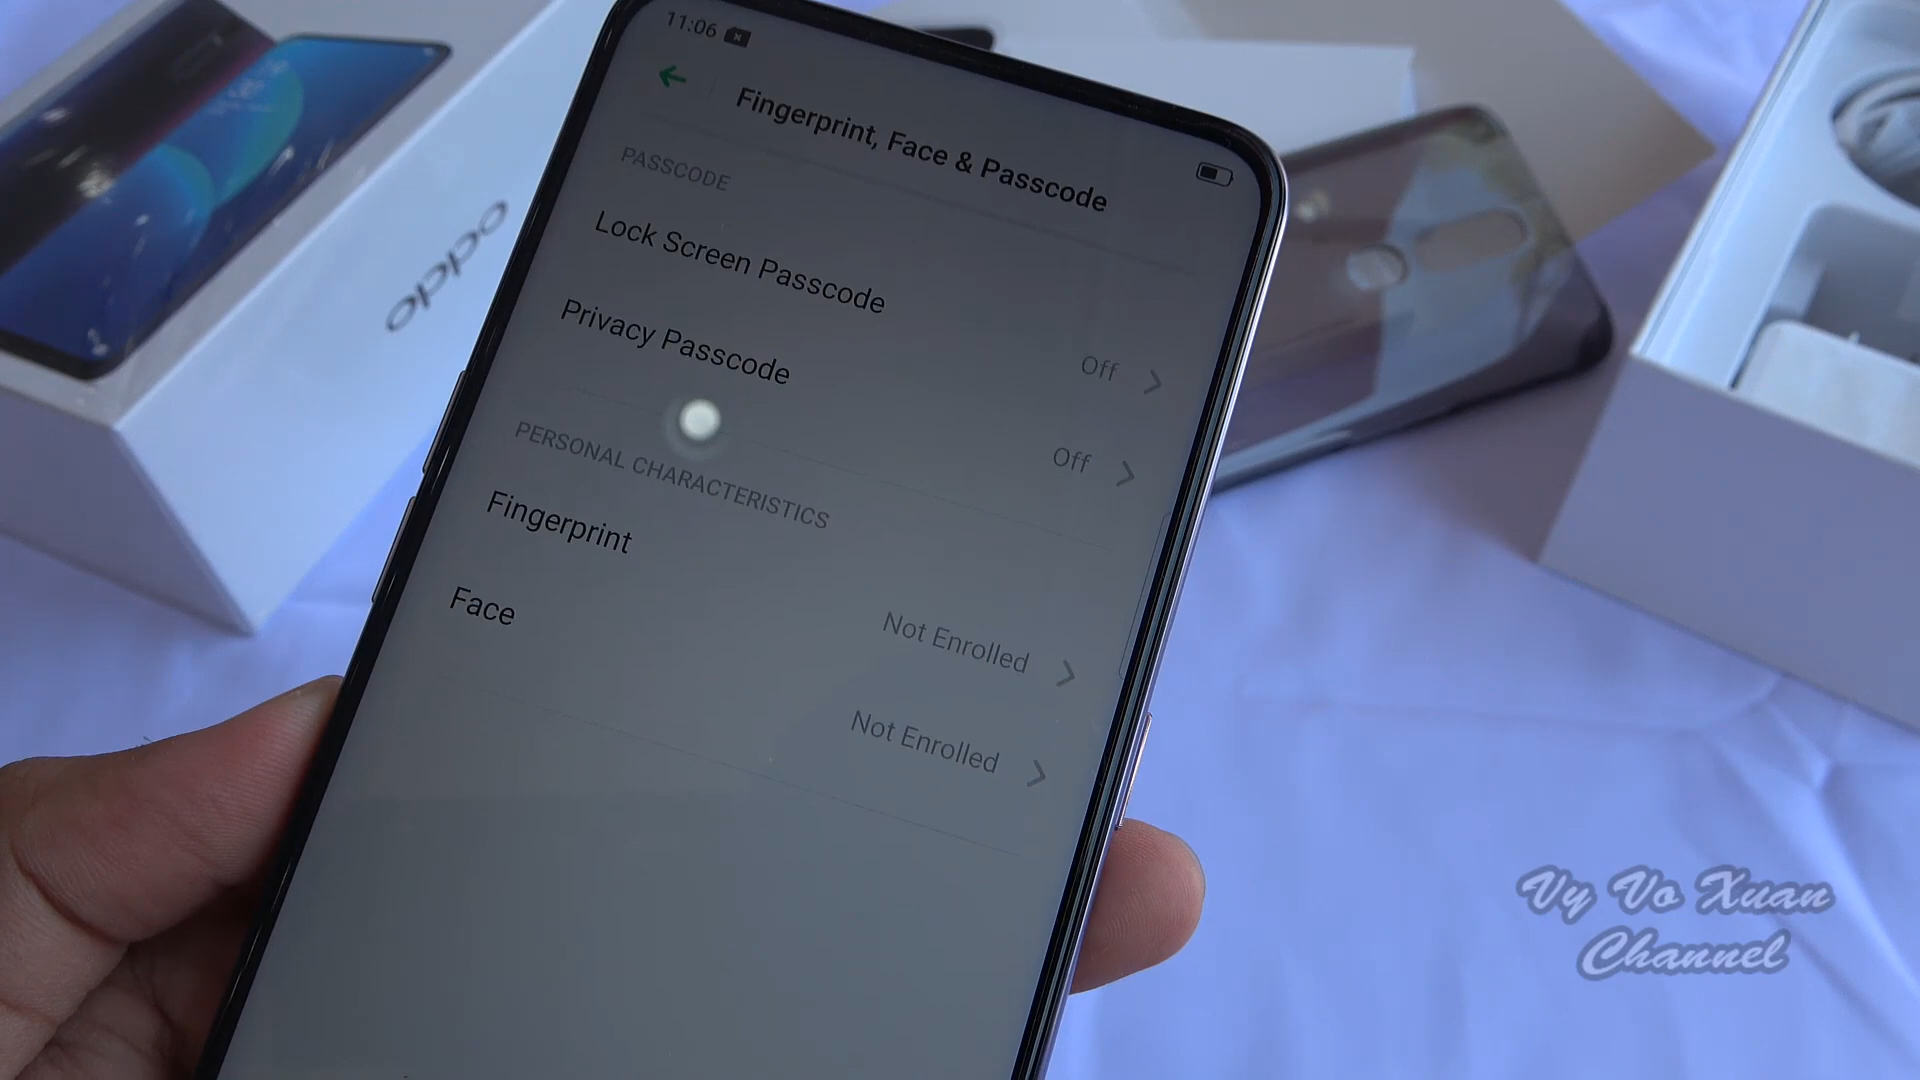 11:06
Fingerprint, Face & Passcode
PASSCODE
Lock Screen Passcode
Off
Privacy Passcode
Off
PERSONAL CHARACTERISTICS
Fingerprint
Not Enrolled
Face
Not Enrolled
oppo
Vy Vo Xuan
Channel